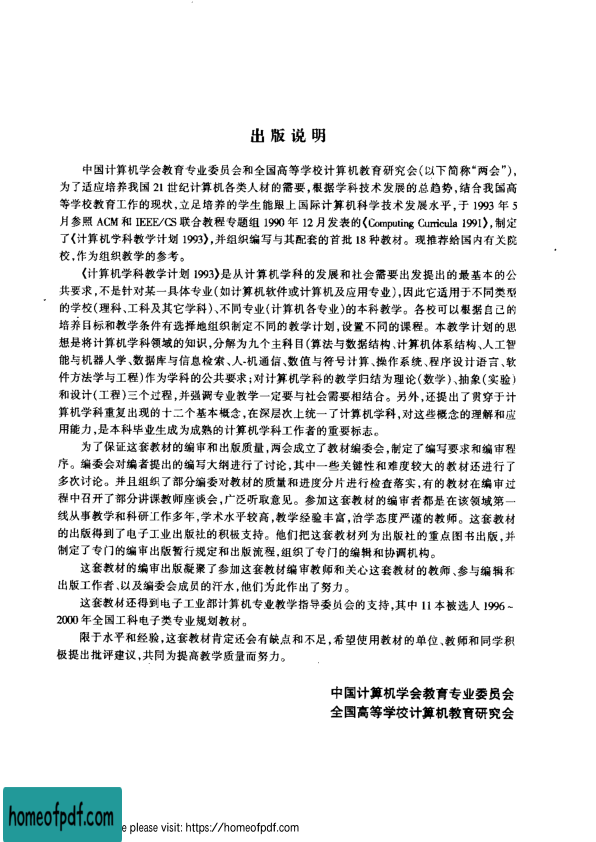 出版说明
中国计算机学会教育专业委员会和全国高等学校计算机教育研究会(以下简称“两会”),
为了适应培养我国 21 世纪计算机各类人材的需要,根据学科技术发展的总趋势,结合我国高
等学校教育工作的现状,立足培养的学生能跟上国际计算机科学技术发展水平,于 1993 年 5
月参照 ACM 和 IEEE/CS 联合教程专题组 1990 年 12 月发表的《Computing Curricula 1991》,制定
了《计算机学科教学计划 1993》,并组织编写与其配套的首批 18 种教材。现推荐给国内有关院
校,作为组织教学的参考。
《计算机学科教学计划 1993》是从计算机学科的发展和社会需要出发提出的最基本的公
共要求,不是针对某一具体专业(如计算机软件或计算机及应用专业),因此它适用于不同类型
的学校(理科、工科及其它学科)、不同专业(计算机各专业)的本科教学。各校可以根据自己的
培养目标和教学条件有选择地组织制定不同的教学计划,设置不同的课程。本教学计划的思
想是将计算机学科领域的知识,分解为九个主科目(算法与数据结构、计算机体系结构、人工智
能与机器人学、数据库与信息检索、人-机通信、数值与符号计算、操作系统、程序设计语言、软
件方法学与工程)作为学科的公共要求;对计算机学科的教学归结为理论(数学)、抽象(实验)
和设计(工程)三个过程,并强调专业教学一定要与社会需要相结合。另外,还提出了贯穿于计
算机学科重复出现的十二个基本概念,在深层次上统一了计算机学科,对这些概念的理解和应
用能力,是本科毕业生成为成熟的计算机学科工作者的重要标志。
为了保证这套教材的编审和出版质量,两会成立了教材编委会,制定了编写要求和编审程
序。编委会对编者提出的编写大纲进行了讨论,其中一些关键性和难度较大的教材还进行了
多次讨论。并且组织了部分编委对教材的质量和进度分片进行检查落实,有的教材在编审过
程中召开了部分讲课教师座谈会,广泛听取意见。参加这套教材的编审者都是在该领域第一
线从事教学和科研工作多年,学术水平较高,教学经验丰富,治学态度严谨的教师。这套教材
的出版得到了电子工业出版社的积极支持。他们把这套教材列为出版社的重点图书出版,并
制定了专门的编审出版暂行规定和出版流程,组织了专门的编辑和协调机构。
这套教材的编审出版凝聚了参加这套教材编审教师和关心这套教材的教师、参与编辑和
出版工作者、以及编委会成员的汗水,他们为此作出了努力。
这套教材还得到电子工业部计算机专业教学指导委员会的支持,其中 11 本被选入 1996～
2000 年全国工科电子类专业规划教材。
限于水平和经验,这套教材肯定还会有缺点和不足,希望使用教材的单位、教师和同学积
极提出批评建议,共同为提高教学质量而努力。
中国计算机学会教育专业委员会
全国高等学校计算机教育研究会
homeofpdf.com
e please visit: https://homeofpdf.com